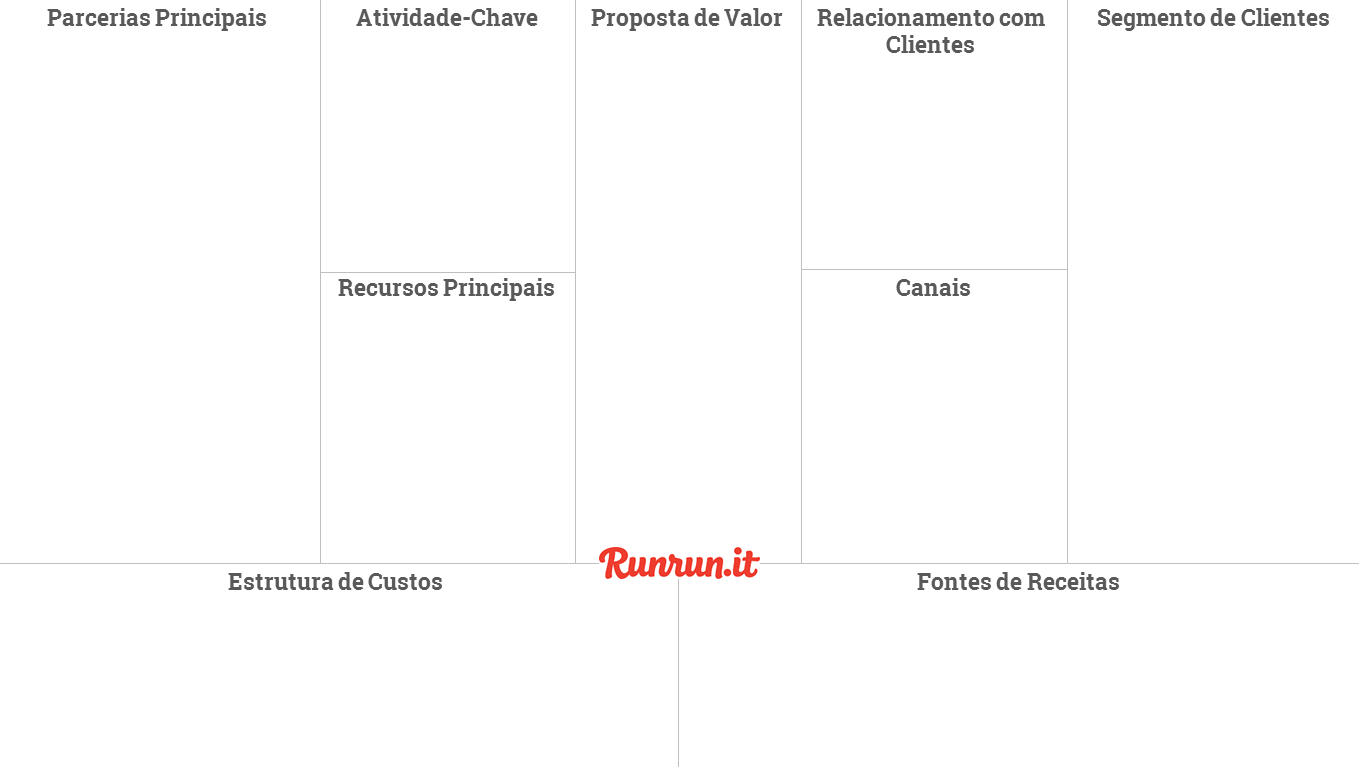 Parcerias Principais
Atividade-Chave
Proposta de Valor
Relacionamento com
Clientes
Segmento de Clientes
Recursos Principais
Canais
Runrun.it
Estrutura de Custos
Fontes de Receitas